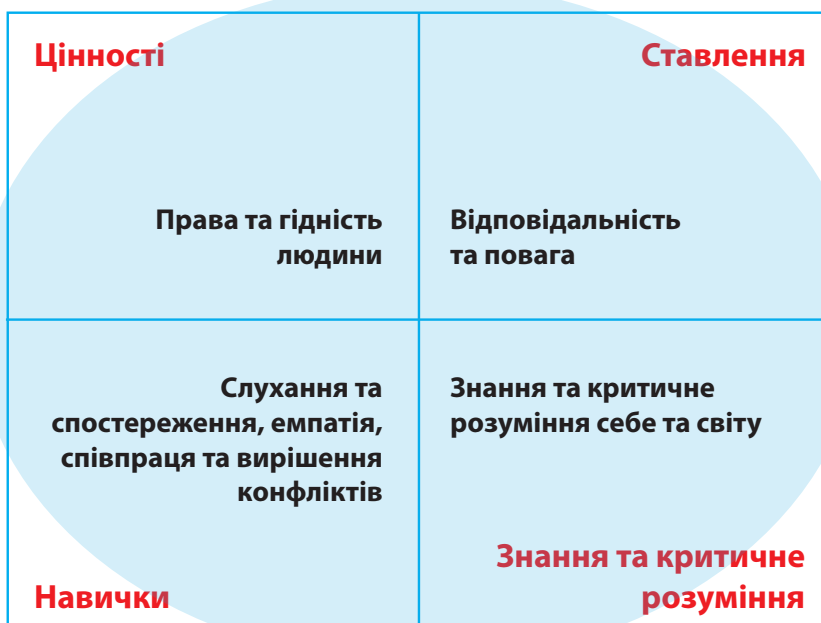 Цінності
Ставлення
Права та гідність
людини
Відповідальність
та повага
Слухання та
спостереження, емпатія,
співпраця та вирішення
конфліктів
Знання та критичне
розуміння себе та світу
Навички
Знання та критичне
розуміння